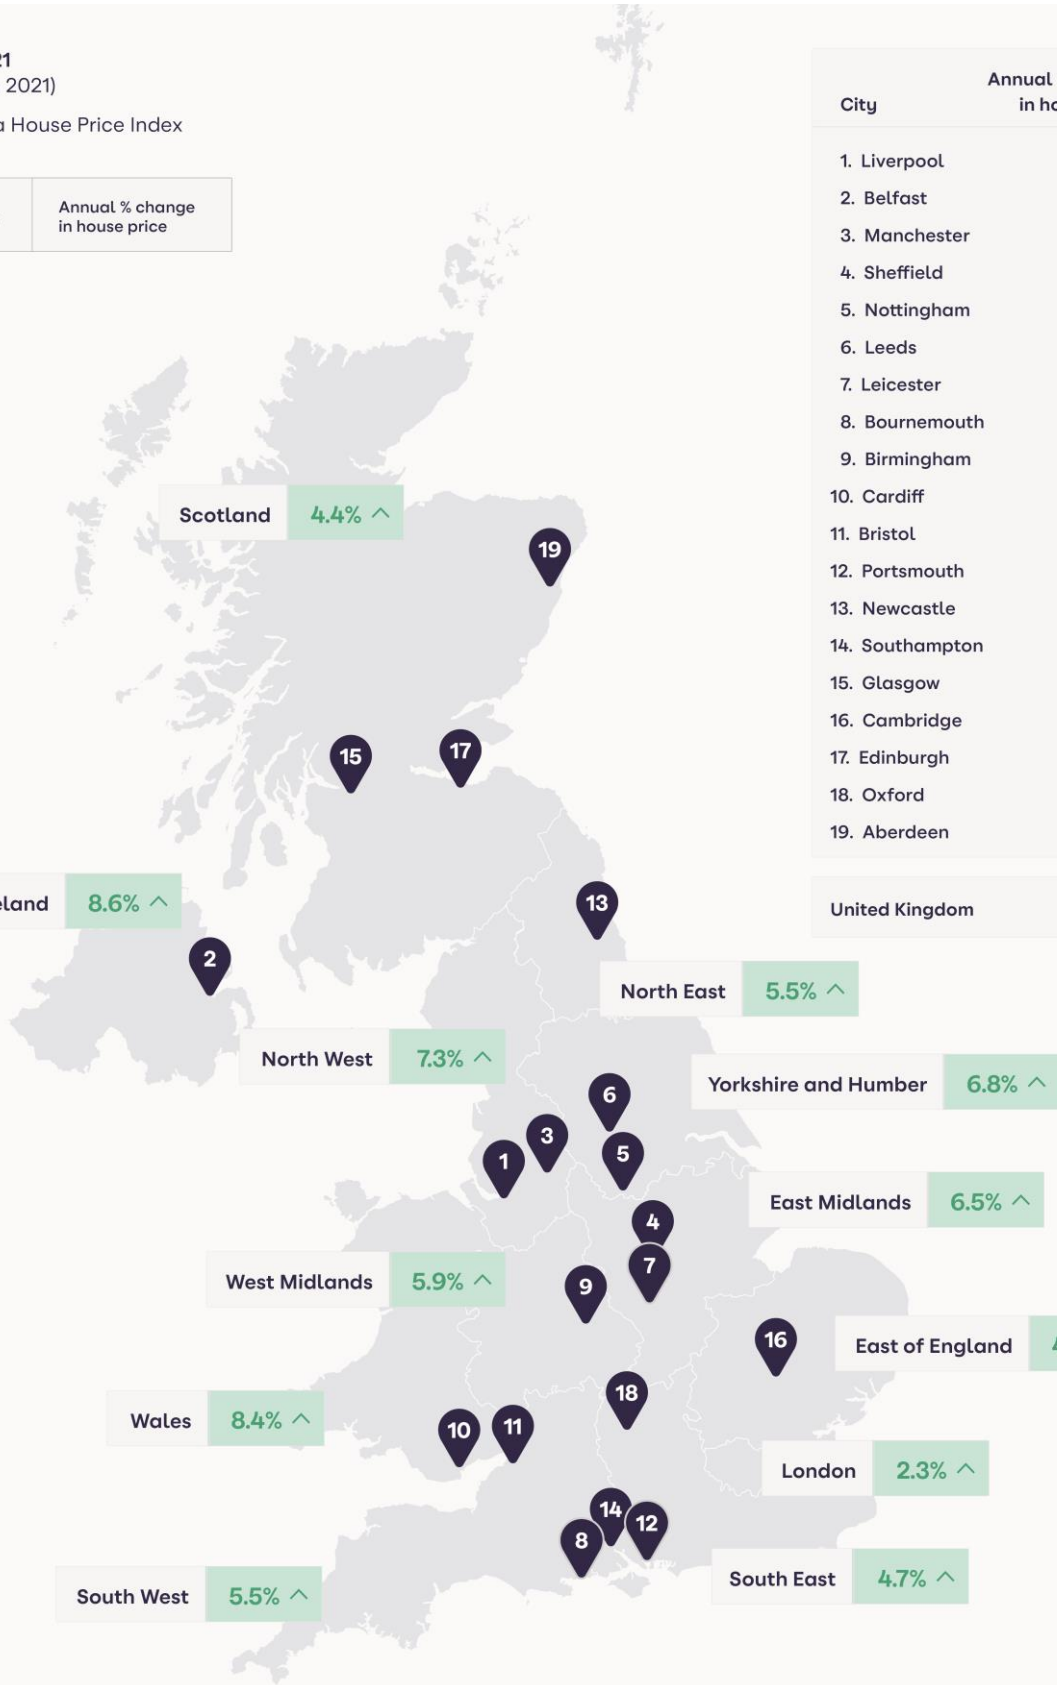 21
2021)
a House Price Index
Annual % change
in house price
City
Annual
in ho
1. Liverpool
2. Belfast
3. Manchester
4. Sheffield
5. Nottingham
6. Leeds
7. Leicester
8. Bournemouth
9. Birmingham
10. Cardiff
11. Bristol
12. Portsmouth
13. Newcastle
14. Southampton
15. Glasgow
16. Cambridge
17. Edinburgh
18. Oxford
19. Aberdeen
United Kingdom
Scotland 4.4%
19
15
17
eland 8.6%
13
2
North East 5.5%
North West 7.3%
Yorkshire and Humber 6.8%
6
3
1
5
East Midlands 6.5%
4
West Midlands 5.9%
7
9
16
East of England 4
18
Wales 8.4%
10
11
London 2.3%
14
12
8
South East 4.7%
South West 5.5%